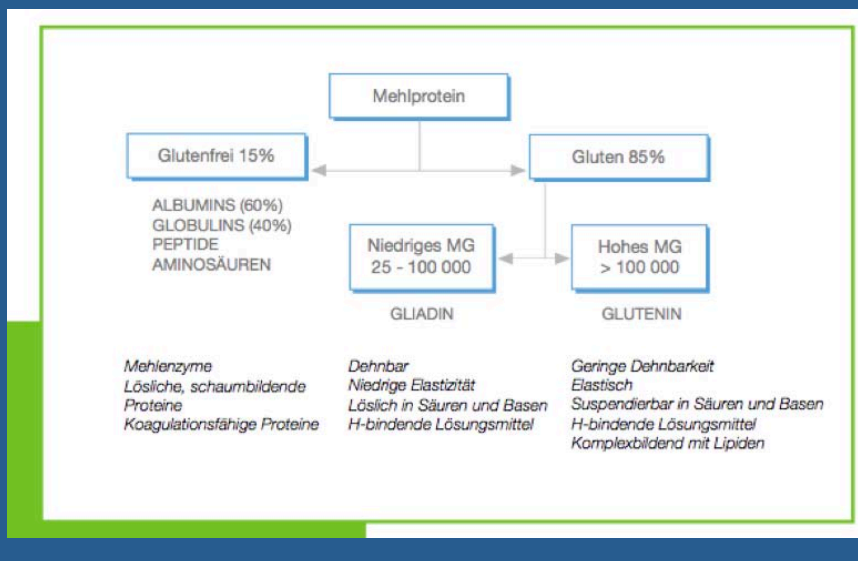 Mehlprotein
Glutenfrei 15%
Gluten 85%
ALBUMINS (60%)
GLOBULINS (40%)
PEPTIDE
AMINOSÄUREN
Niedriges MG
25 - 100 000
Hohes MG
> 100 000
GLIADIN
GLUTENIN
Mehlenzyme
Lösliche, schaumbildende
Proteine
Koagulationsfähige Proteine
Dehnbar
Niedrige Elastizität
Löslich in Säuren und Basen
H-bindende Lösungsmittel
Geringe Dehnbarkeit
Elastisch
Suspendierbar in Säuren und Basen
H-bindende Lösungsmittel
Komplexbildend mit Lipiden